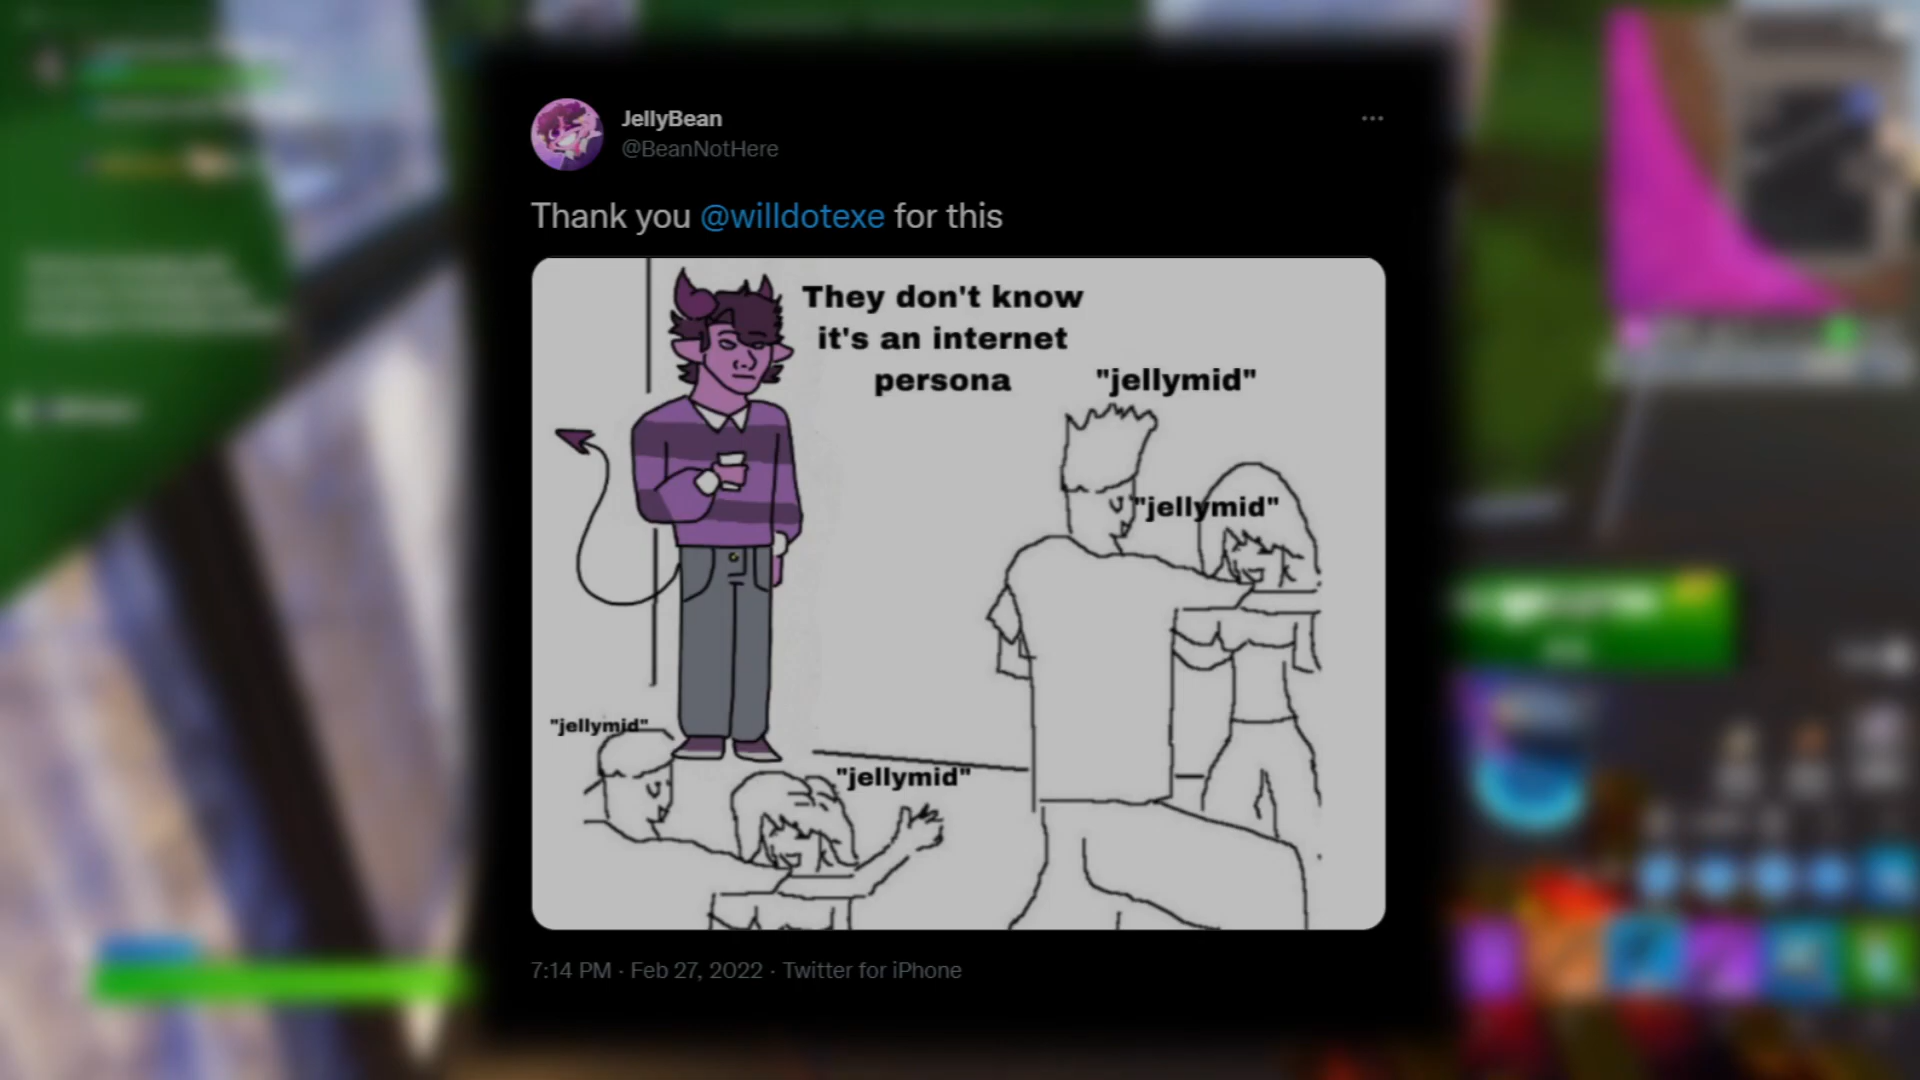 JellyBean
@BeanNotHere
Thank you @willdotexe for this
They don't know
it's an internet
persona
"jellymid"
"jellymid"
"jellymid"
"jellymid"
7:14 PM · Feb 27, 2022 · Twitter for iPhone